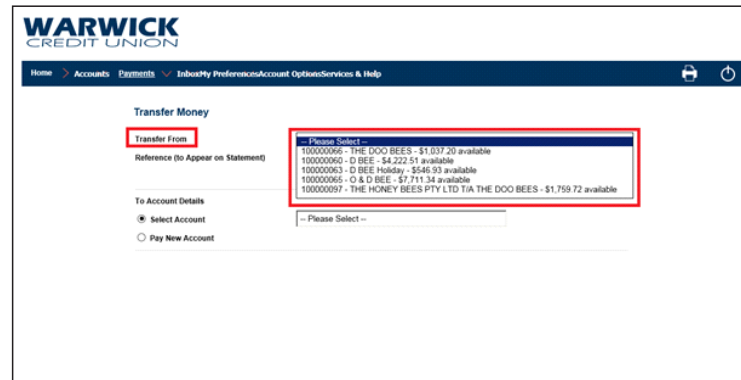 WARWICK
CREDIT UNION
Home Accounts Payments InboxMy PreferencesAccount OptionsServices & Help
Transfer Money
Transfer From
-- Please Select --
100000066 - THE DOO BEES - $1,037.20 available
Reference (to Appear on Statement)
100000060 - D BEE - $4,222.51 available
100000063 - D BEE Holiday - $546.93 available
100000065 - O & D BEE - $7,711.34 available
100000097 - THE HONEY BEES PTY LTD T/A THE DOO BEES - $1,759.72 available
To Account Details
Select Account
-- Please Select --
Pay New Account